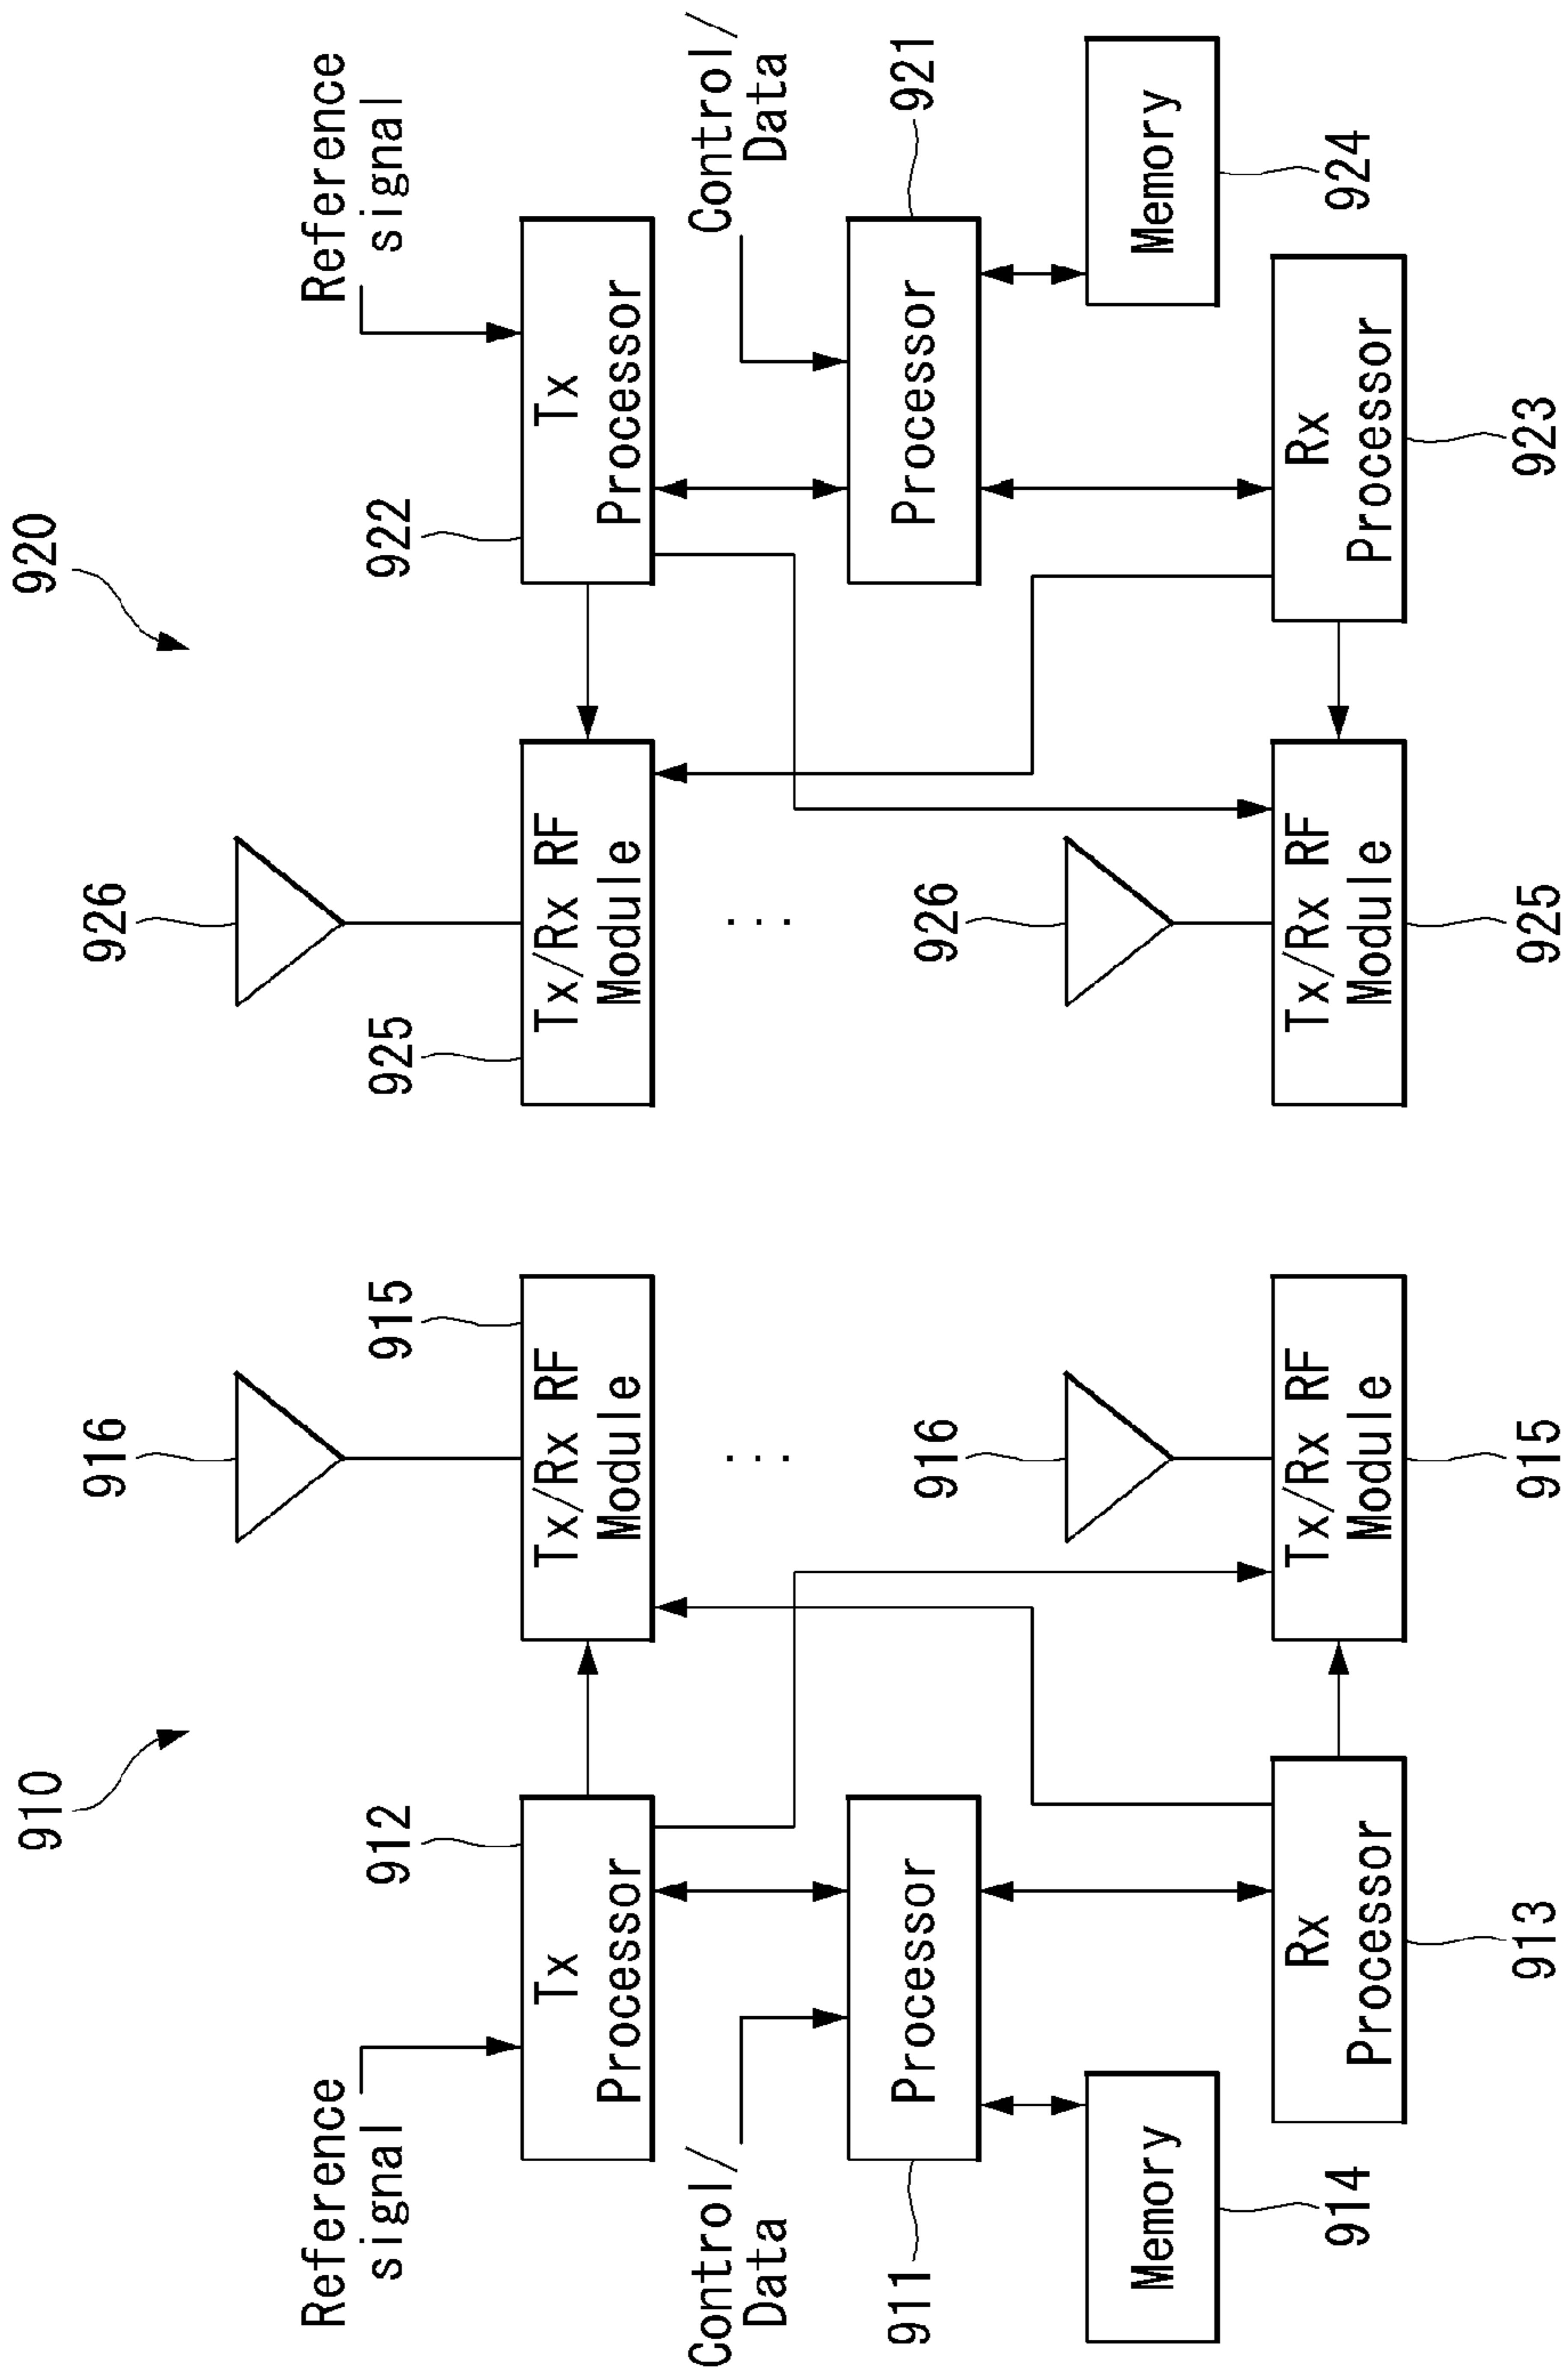 910
Reference
signal
912
Tx
Processor
Control/
Data
Processor
911
Memory
914
Rx
Processor
913
916
915
Tx/Rx RF
Module
...
916
Tx/Rx RF
Module
915
920
926
925
Tx/Rx RF
Module
...
926
Tx/Rx RF
Module
925
Reference
signal
922
Tx
Processor
Control/
Data
921
Processor
Memory
924
Rx
Processor
923